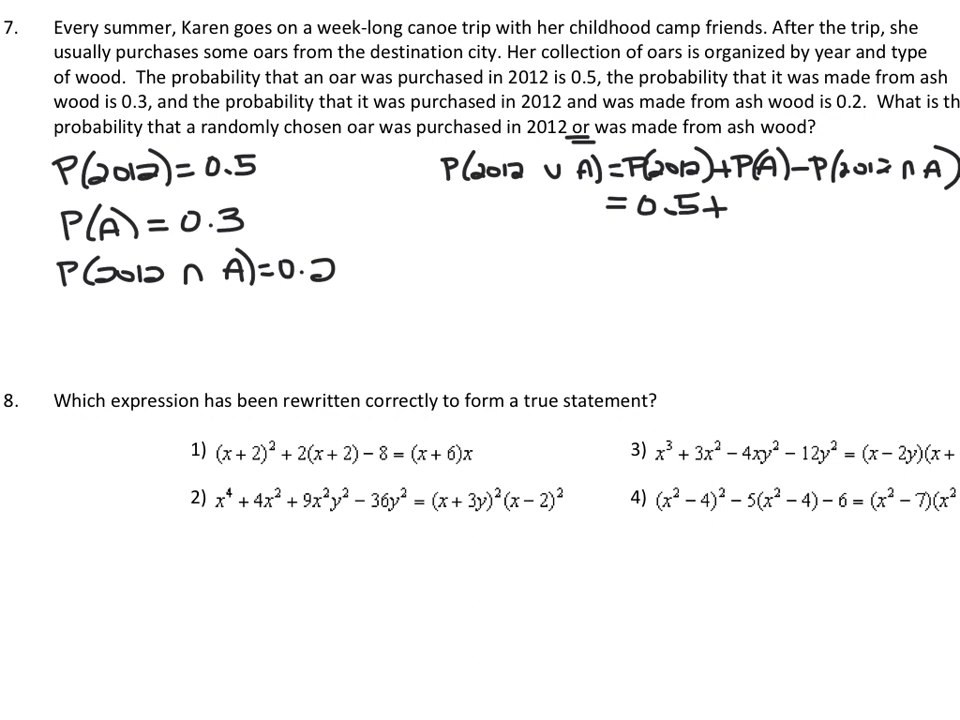 7. Every summer, Karen goes on a week-long canoe trip with her childhood camp friends. After the trip, she
usually purchases some oars from the destination city. Her collection of oars is organized by year and type
of wood. The probability that an oar was purchased in 2012 is 0.5, the probability that it was made from ash
wood is 0.3, and the probability that it was purchased in 2012 and was made from ash wood is 0.2. What is th
probability that a randomly chosen oar was purchased in 2012 or was made from ash wood?
P(2012)=0.5
P(2012 ∪ A)=P(2012)+P(A)-P(2012 ∩ A)
= 0.5+
P(A)=0.3
P(2012 ∩ A)=0.2
8. Which expression has been rewritten correctly to form a true statement?
1) (x + 2)² + 2(x + 2) − 8 = (x + 6)x
3) x³ + 3x² − 4xy² − 12y² = (x − 2y)(x +
2) x⁴ + 4x² + 9x²y² − 36y² = (x + 3y)²(x − 2)²
4) (x² − 4)² − 5(x² − 4) − 6 = (x² − 7)(x²